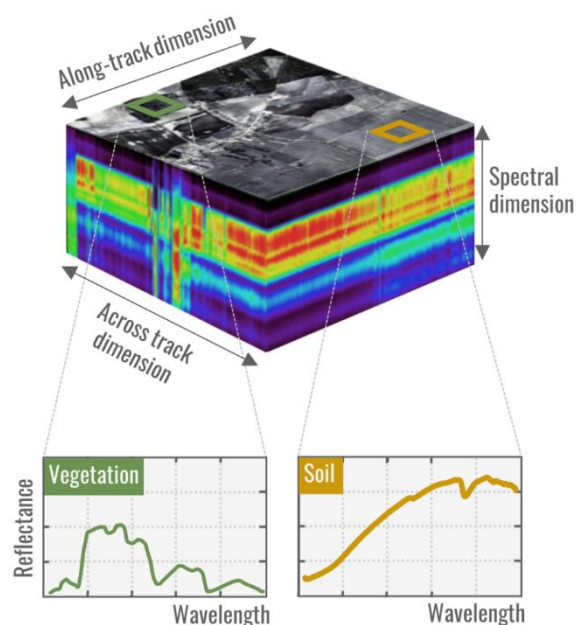 Along-track dimension
Spectral
dimension
Across track
dimension
Vegetation
Soil
Reflectance
Wavelength
Wavelength